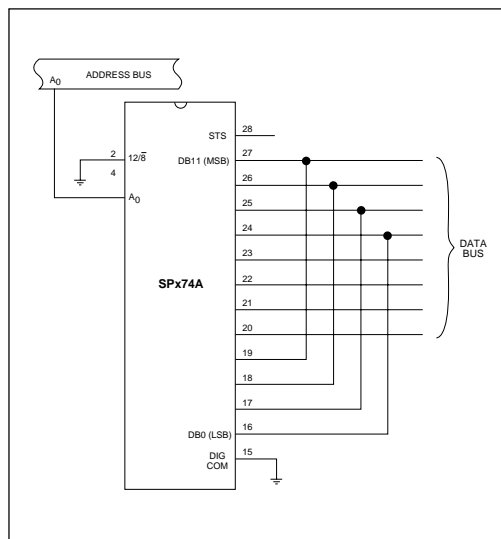 ADDRESS BUS
A0
28
STS
2
12/8
27
DB11 (MSB)
4
26
A0
25
24
DATA
BUS
23
SPx74A
22
21
20
19
18
17
16
DB0 (LSB)
15
DIG
COM